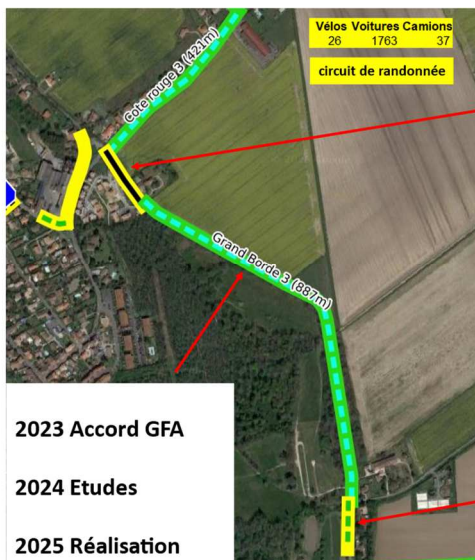 Vélos Voitures Camions
26 1763 37
circuit de randonnée
Cote rouge 3 (421m)
Grand Borde 3 (887m)
2023 Accord GFA
2024 Etudes
2025 Réalisation